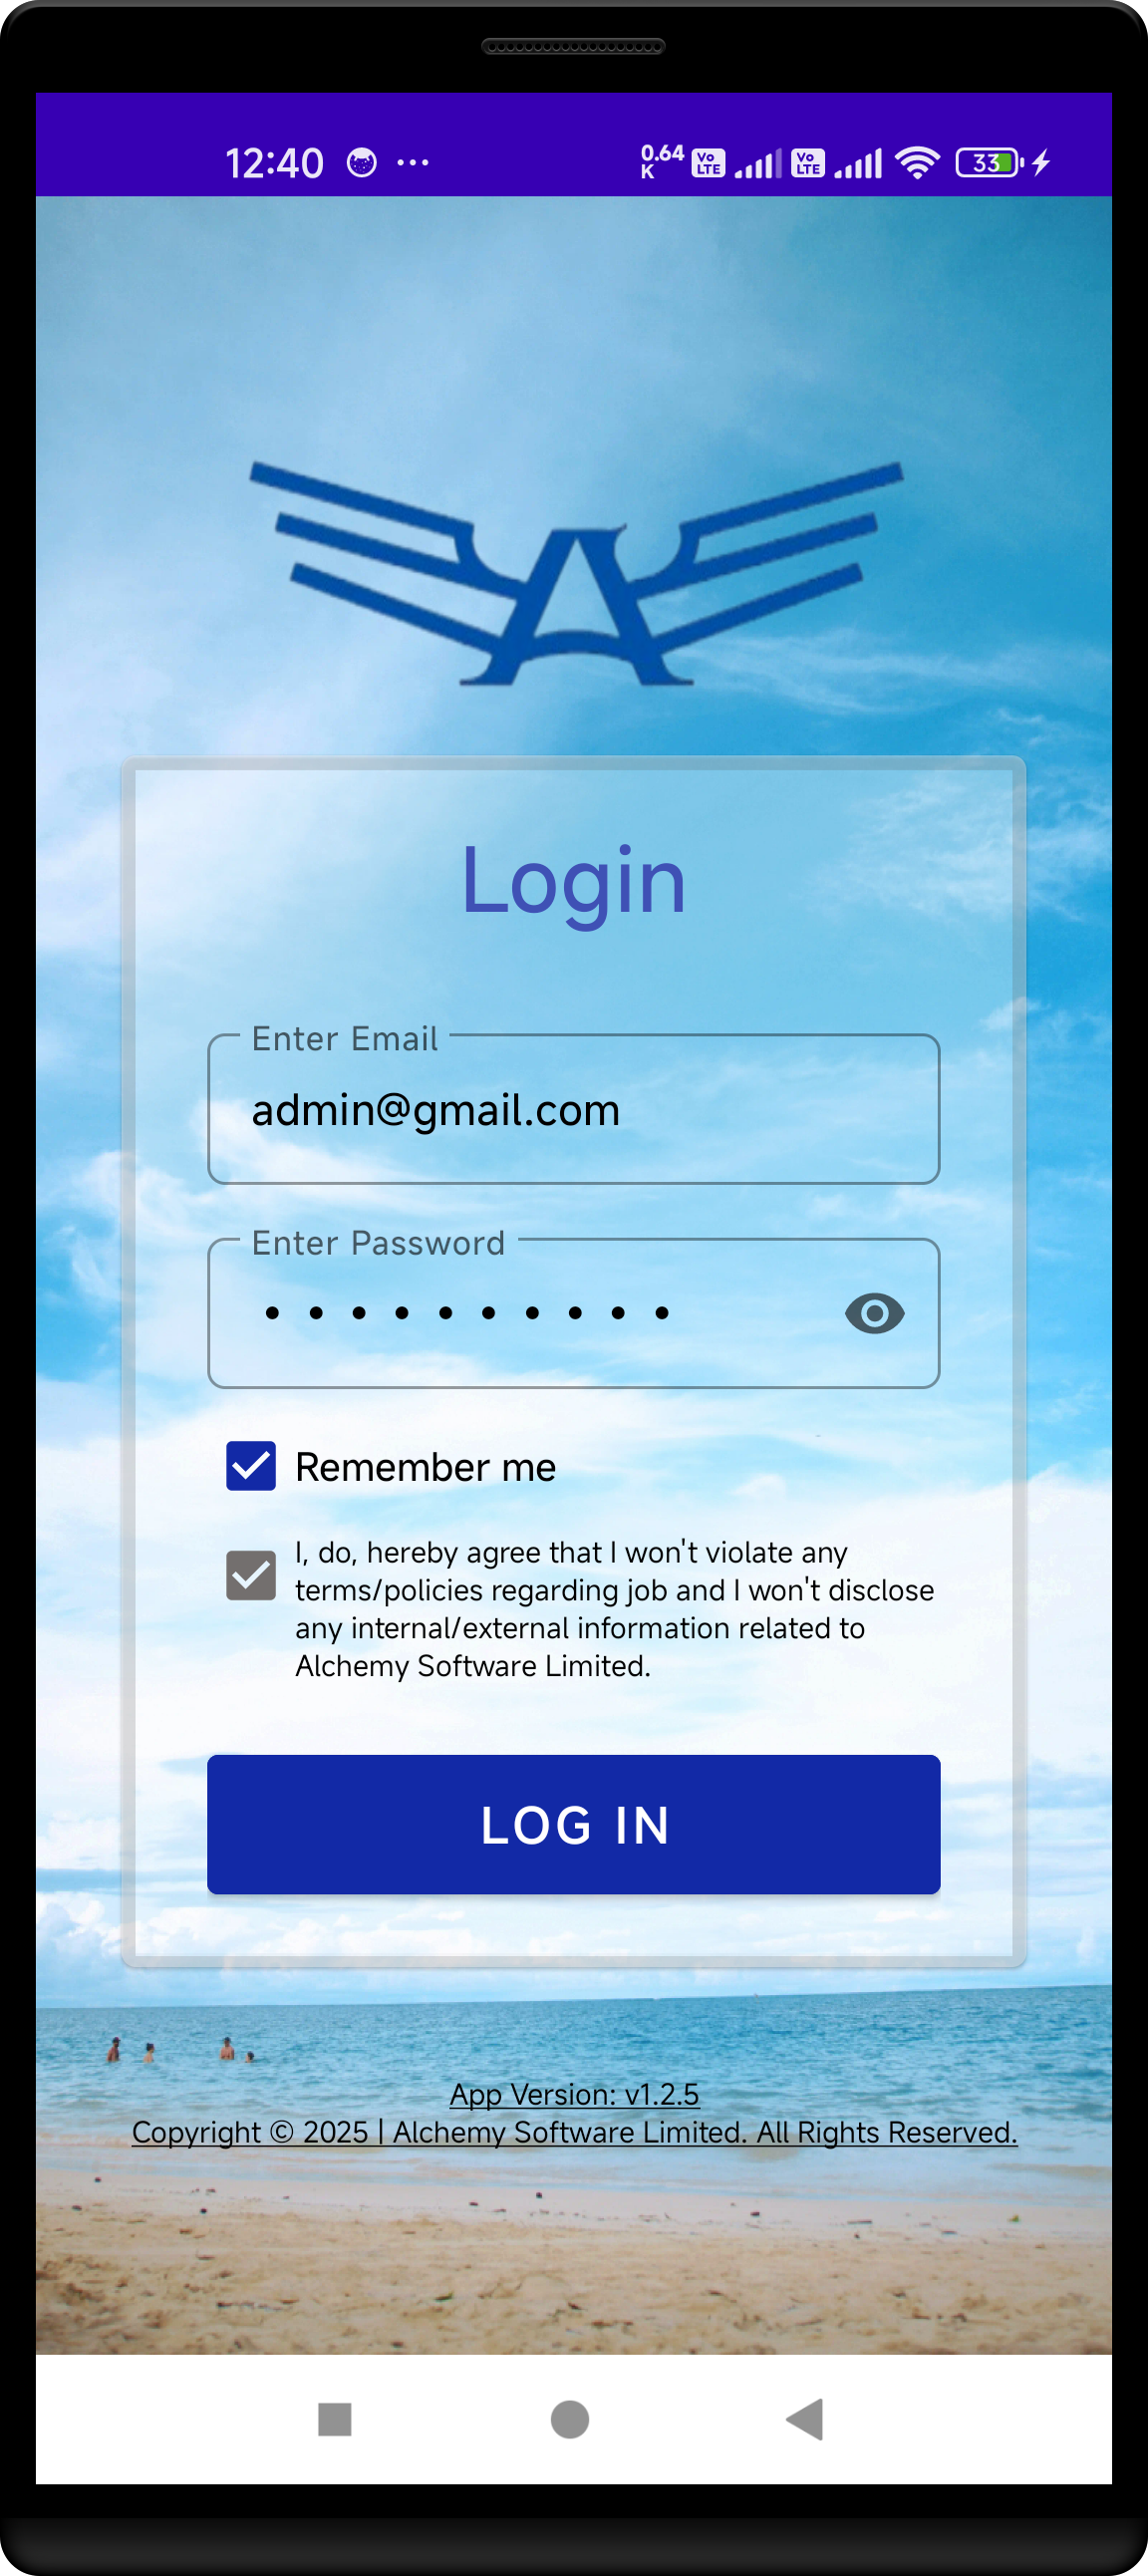 12:40 ... 0.64 K Vo LTE Vo LTE 33
A
Login
Enter Email
admin@gmail.com
Enter Password
Remember me
I, do, hereby agree that I won't violate any
terms/policies regarding job and I won't disclose
any internal/external information related to
Alchemy Software Limited.
LOG IN
App Version: v1.2.5
Copyright © 2025 | Alchemy Software Limited. All Rights Reserved.